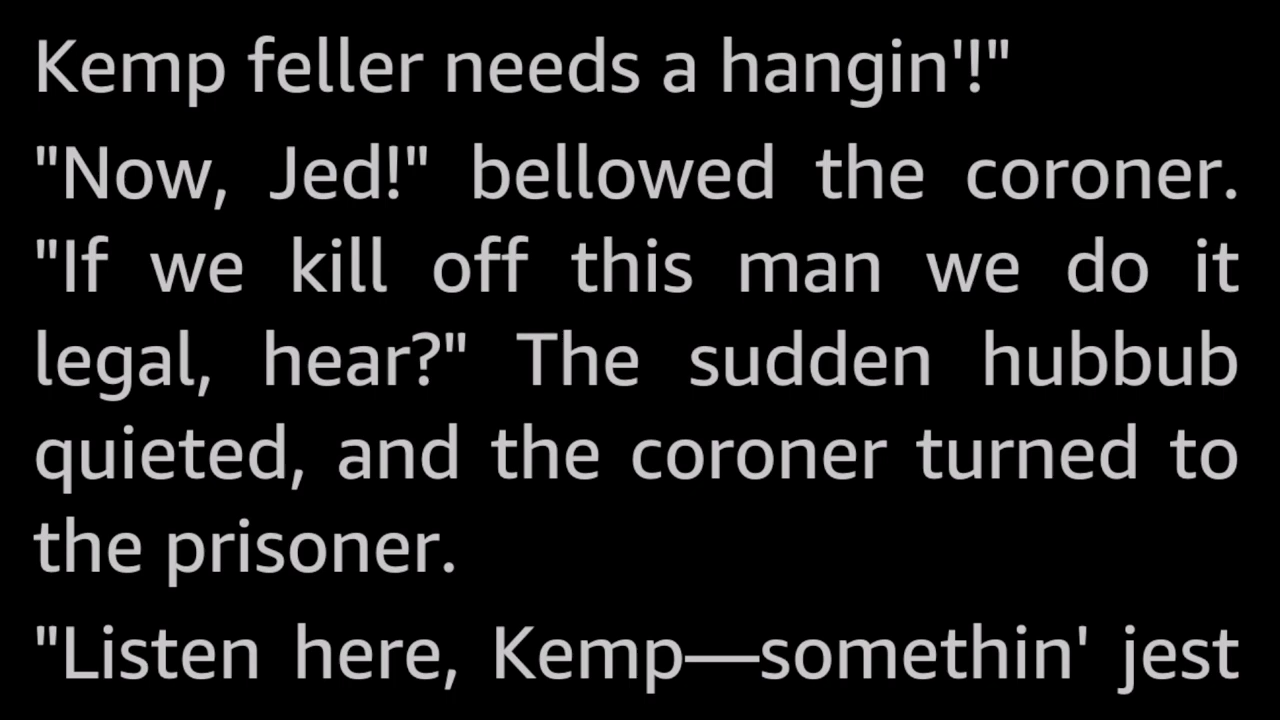 Kemp feller needs a hangin'!"
"Now, Jed!" bellowed the coroner.
"If we kill off this man we do it
legal, hear?" The sudden hubbub
quieted, and the coroner turned to
the prisoner.
"Listen here, Kemp—somethin' jest